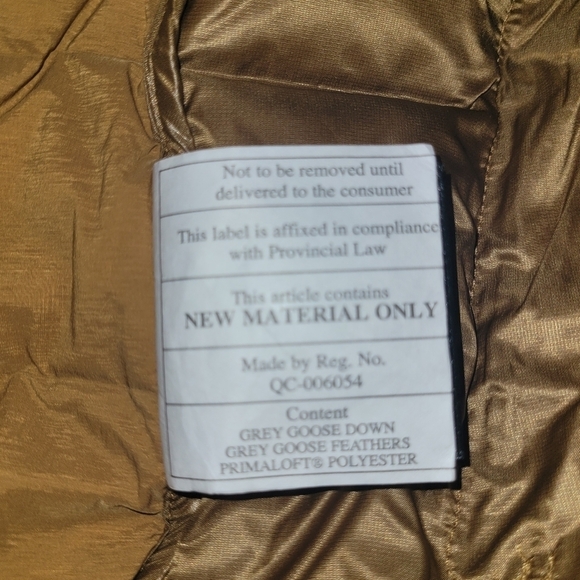 Not to be removed until
delivered to the consumer
This label is affixed in compliance
with Provincial Law
This article contains
NEW MATERIAL ONLY
Made by Reg. No.
QC-006054
Content
GREY GOOSE DOWN
GREY GOOSE FEATHERS
PRIMALOFT® POLYESTER